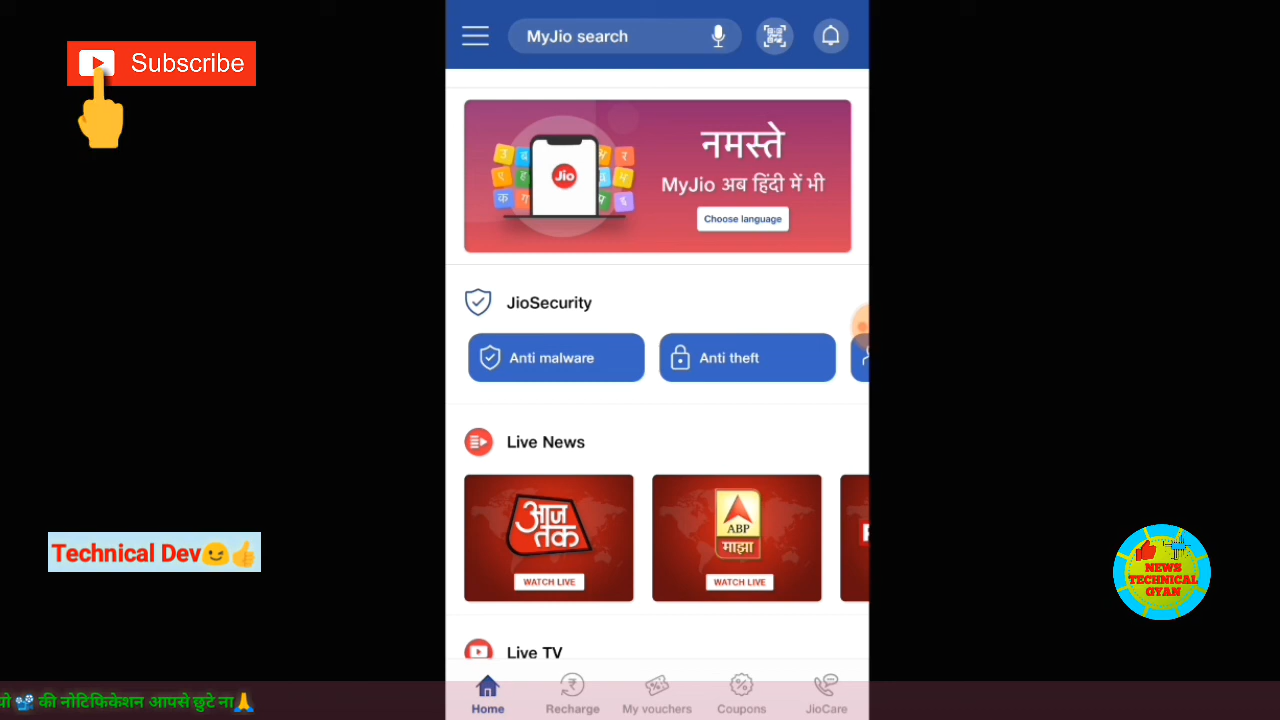 Subscribe
MyJio search
नमस्ते
MyJio अब हिंदी में भी
Choose language
Jio
JioSecurity
Anti malware
Anti theft
Live News
आज तक
WATCH LIVE
ABP
माझा
WATCH LIVE
Technical Dev😉👍
NEWS
TECHNICAL
GYAN
Live TV
यो 📽️ की नोटिफिकेशन आपसे छुटे ना🙏
Home
Recharge
My vouchers
Coupons
JioCare